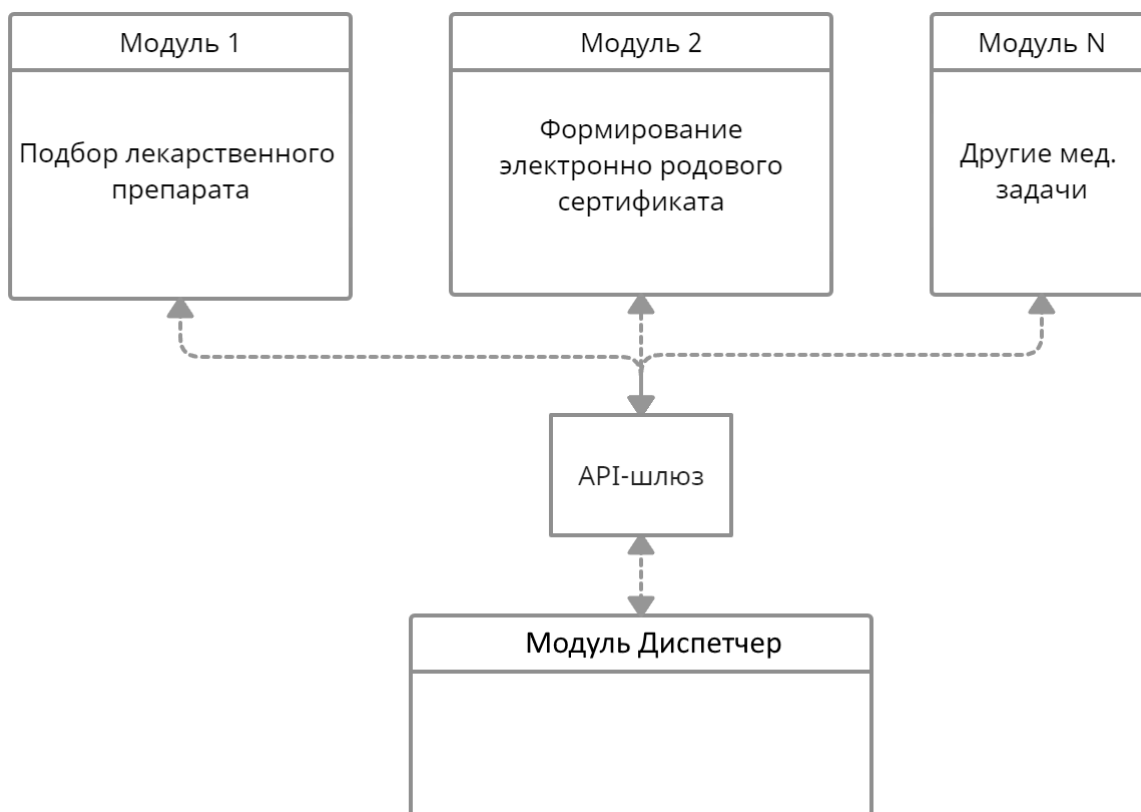 Модуль 1
Подбор лекарственного
препарата
Модуль 2
Формирование
электронно родового
сертификата
Модуль N
Другие мед.
задачи
API-шлюз
Модуль Диспетчер